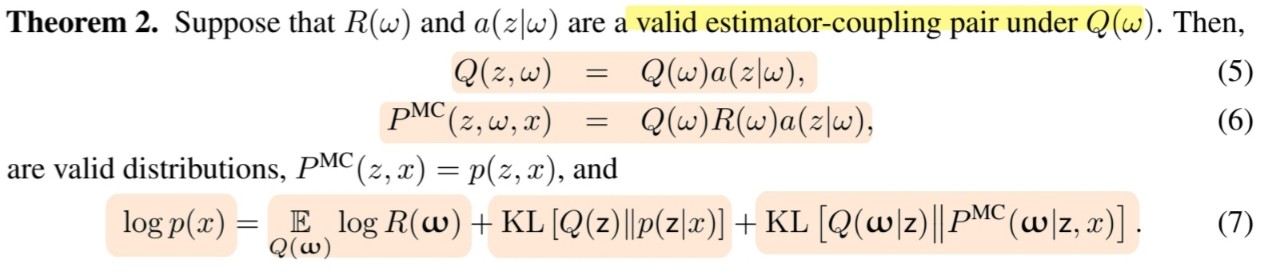 Theorem 2. Suppose that R(ω) and a(z|ω) are a valid estimator-coupling pair under Q(ω). Then,
Q(z, ω) = Q(ω)a(z|ω), (5)
P^MC(z, ω, x) = Q(ω)R(ω)a(z|ω), (6)
are valid distributions, P^MC(z, x) = p(z, x), and
log p(x) = 𝔼_{Q(ω)} log R(ω) + KL [Q(z)‖p(z|x)] + KL [Q(ω|z)‖P^MC(ω|z, x)] . (7)